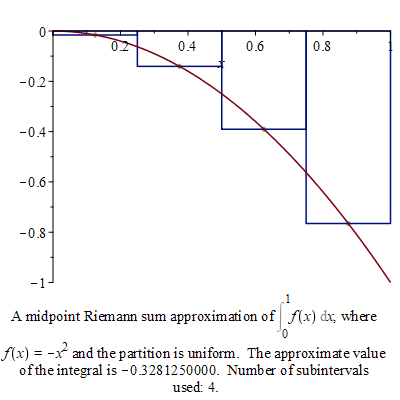 0
0.2 0.4 0.6 0.8 1
x
−0.2
−0.4
−0.6
−0.8
−1
A midpoint Riemann sum approximation of ∫₀¹ f(x) dx, where
f(x) = −x² and the partition is uniform. The approximate value
of the integral is −0.3281250000. Number of subintervals
used: 4.